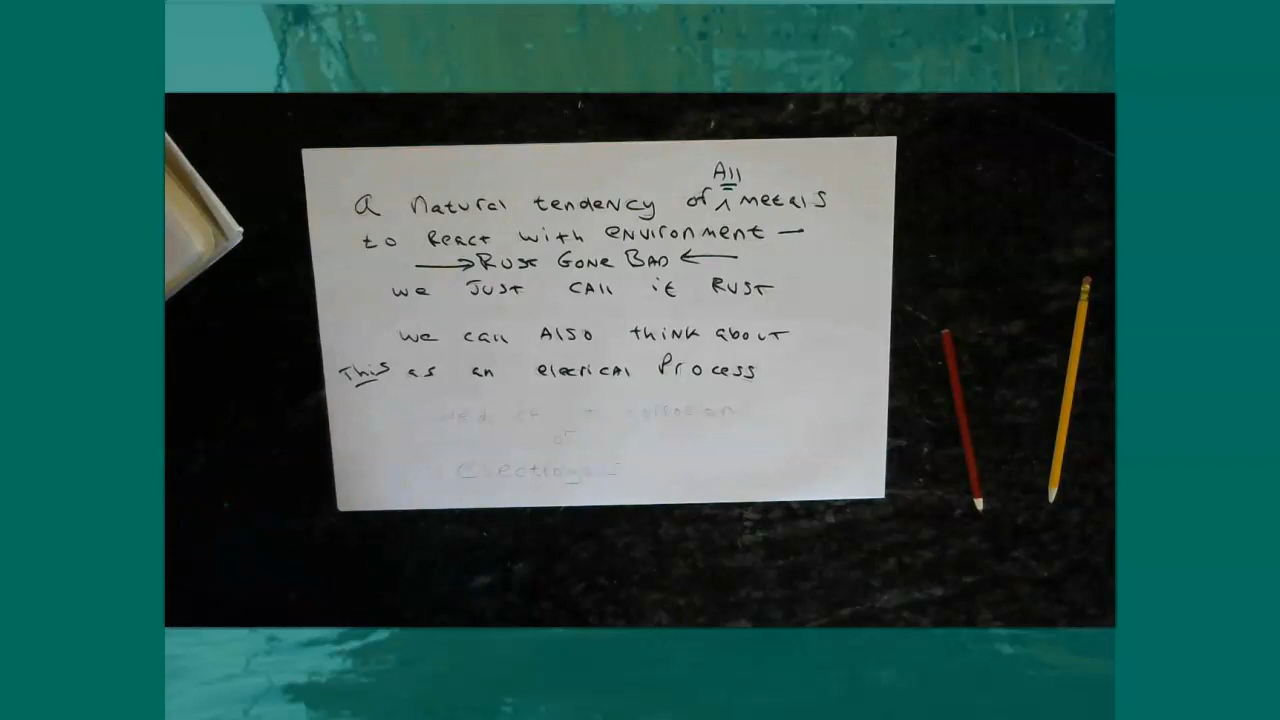 a natural tendency of ^ All metals
to React with environment —
→ RUST GONE BAD ←
we JUST CAll it RUST
we can Also think about
This as an elecrical Process
or